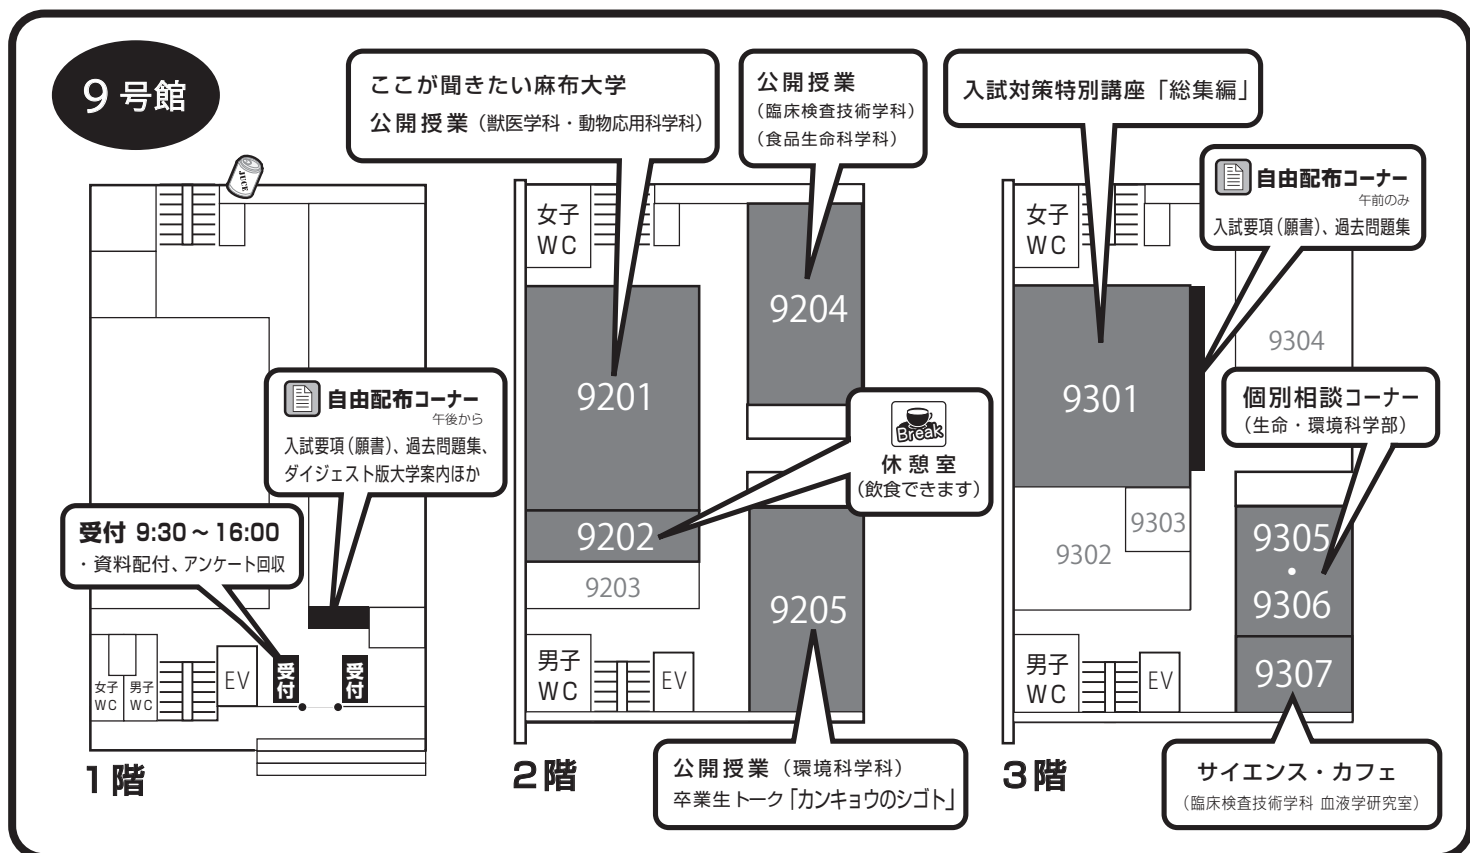 9号館
ここが聞きたい麻布大学
公開授業（獣医学科・動物応用科学科）
公開授業
（臨床検査技術学科）
（食品生命科学科）
入試対策特別講座「総集編」
自由配布コーナー
午前のみ
入試要項（願書）、過去問題集
JUCE
自由配布コーナー
午後から
入試要項（願書）、過去問題集、
ダイジェスト版大学案内ほか
受付 9:30～16:00
・資料配付、アンケート回収
女子
WC
男子
WC
EV
受付
受付
1階
女子
WC
9201
9204
Break
休憩室
（飲食できます）
9202
9203
9205
男子
WC
EV
2階
公開授業（環境科学科）
卒業生トーク「カンキョウのシゴト」
女子
WC
9301
9304
個別相談コーナー
（生命・環境科学部）
9303
9302
9305
・
9306
9307
男子
WC
EV
3階
サイエンス・カフェ
（臨床検査技術学科 血液学研究室）